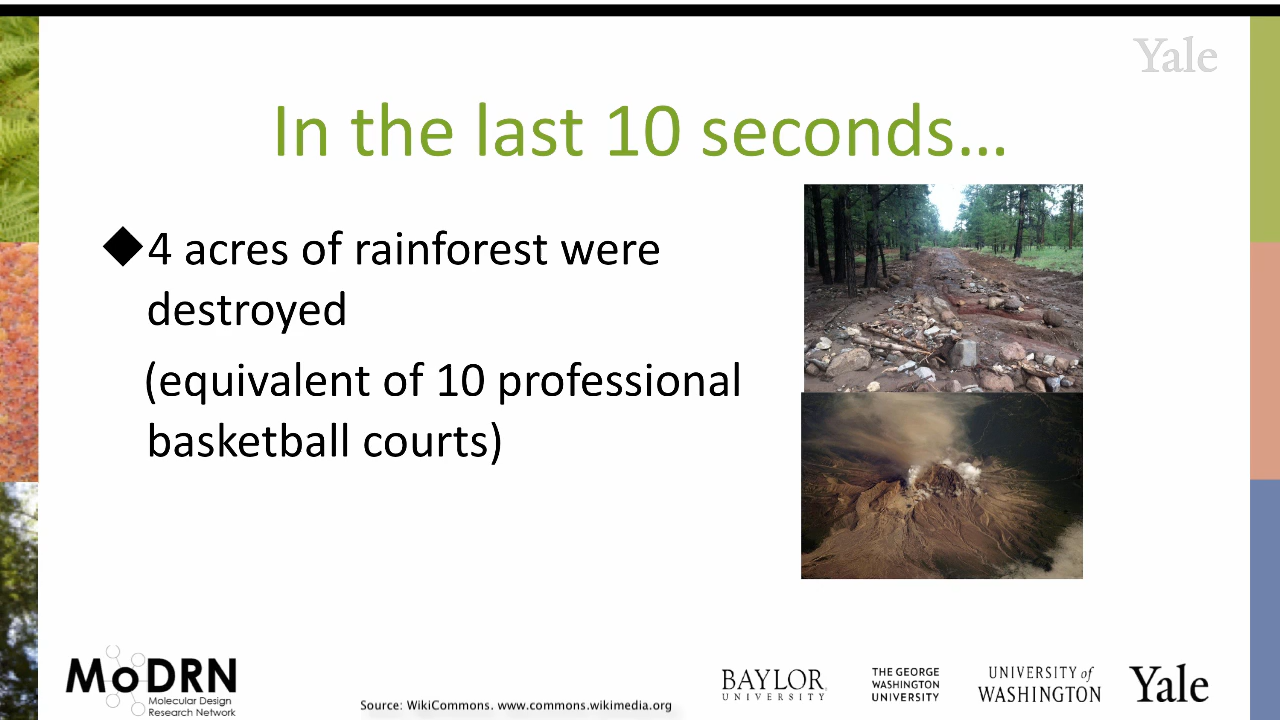 Yale
In the last 10 seconds…
4 acres of rainforest were
destroyed
(equivalent of 10 professional
basketball courts)
MoDRN
Molecular Design
Research Network
Source: WikiCommons. www.commons.wikimedia.org
BAYLOR
UNIVERSITY
THE GEORGE
WASHINGTON
UNIVERSITY
UNIVERSITY of
WASHINGTON
Yale